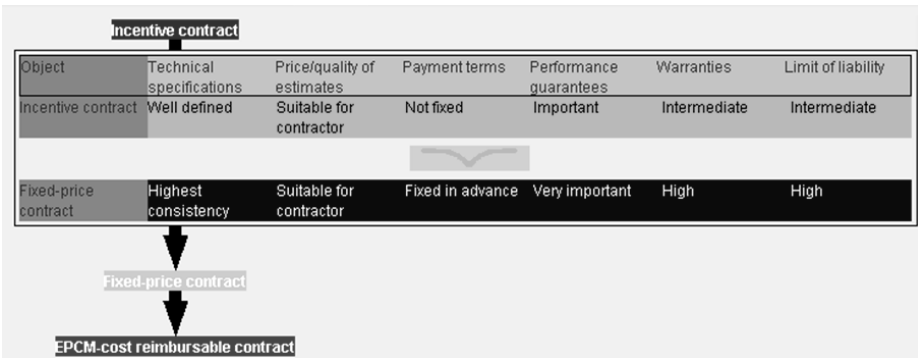 Incentive contract
Object Technical specifications Price/quality of estimates Payment terms Performance guarantees Warranties Limit of liability
Incentive contract Well defined Suitable for contractor Not fixed Important Intermediate Intermediate
Fixed-price contract Highest consistency Suitable for contractor Fixed in advance Very important High High
Fixed-price contract
EPCM-cost reimbursable contract